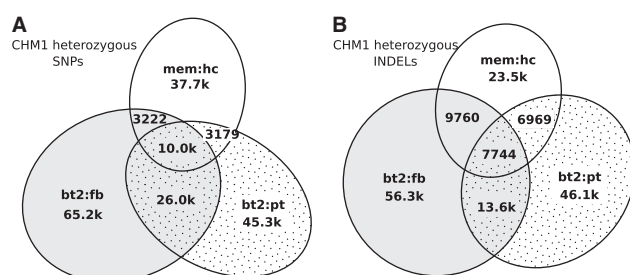 A
CHM1 heterozygous
SNPs
mem:hc
37.7k
3222
3179
10.0k
bt2:fb
65.2k
26.0k
bt2:pt
45.3k
B
CHM1 heterozygous
INDELs
mem:hc
23.5k
9760
6969
7744
bt2:fb
56.3k
13.6k
bt2:pt
46.1k